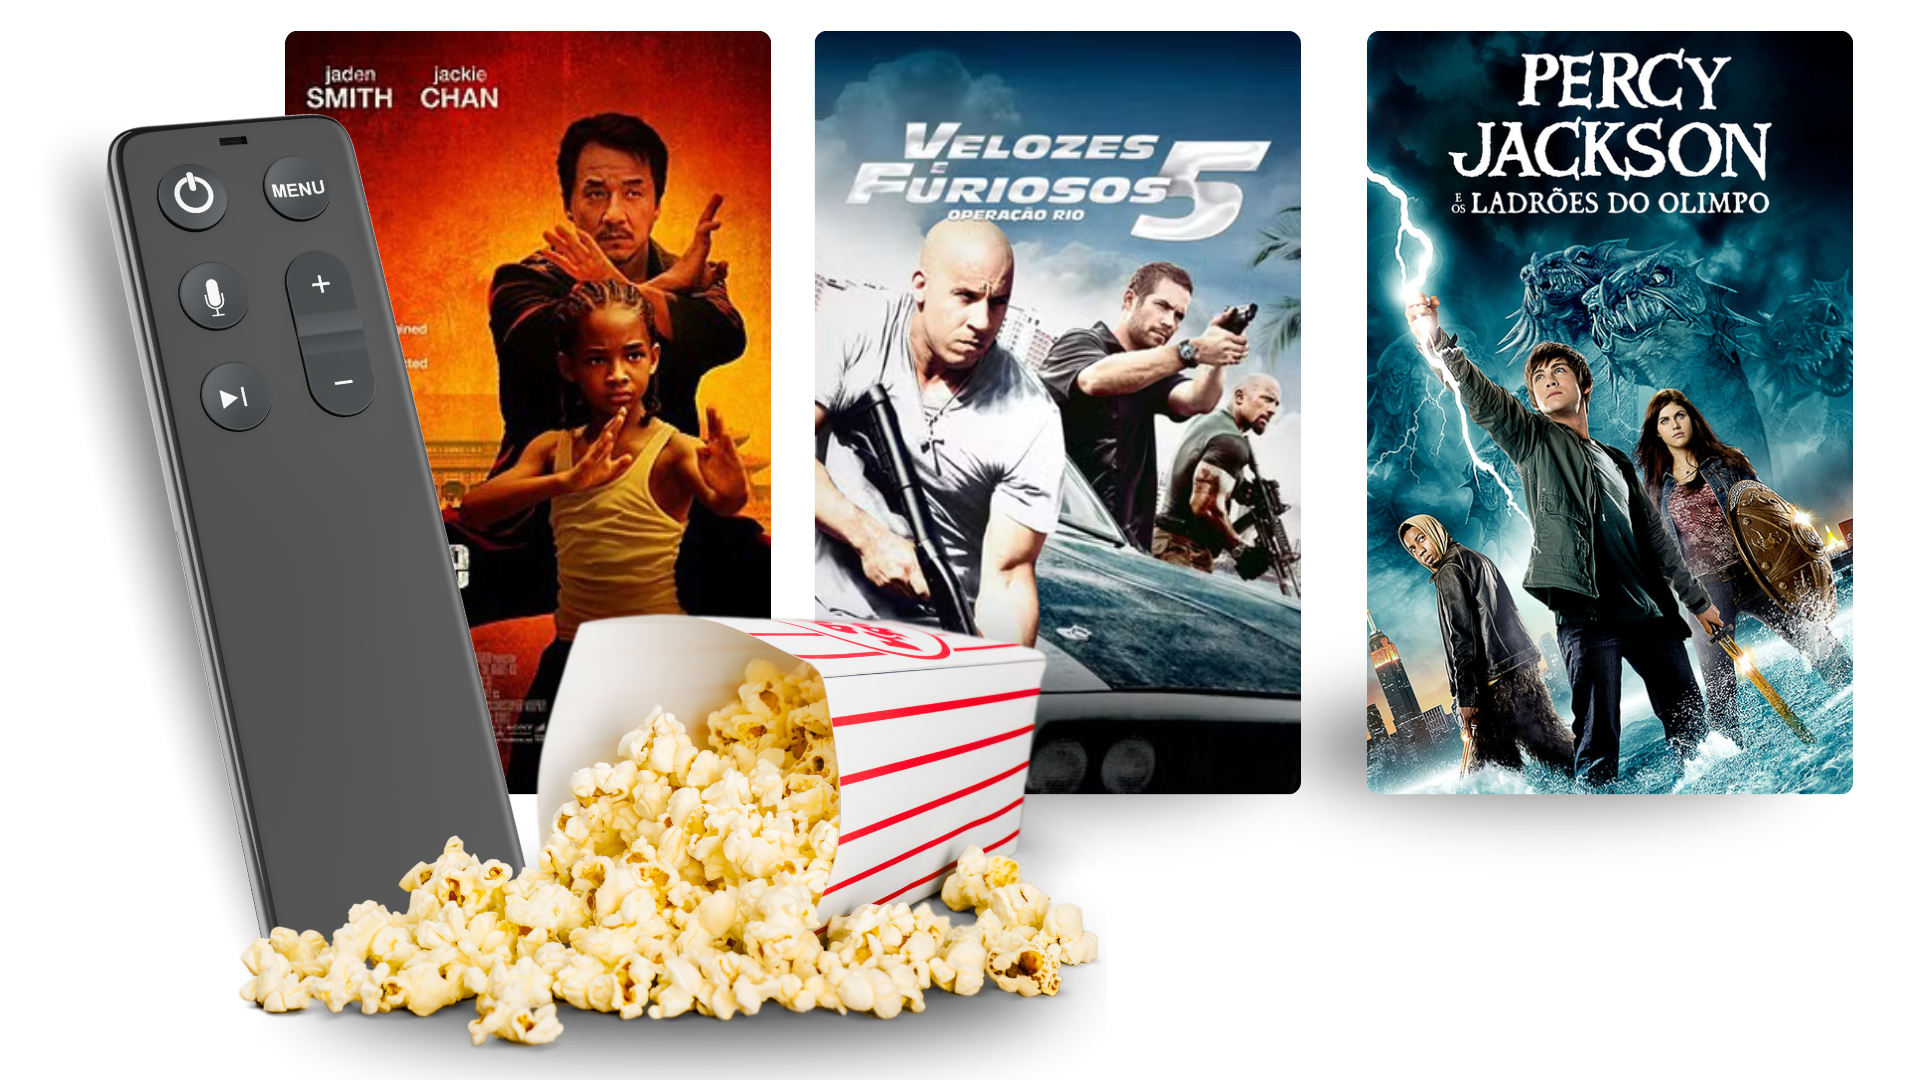 jaden
SMITH
jackie
CHAN
MENU
VELOZES
E
FURIOSOS 5
OPERAÇÃO RIO
PERCY
JACKSON
E OS LADRÕES DO OLIMPO